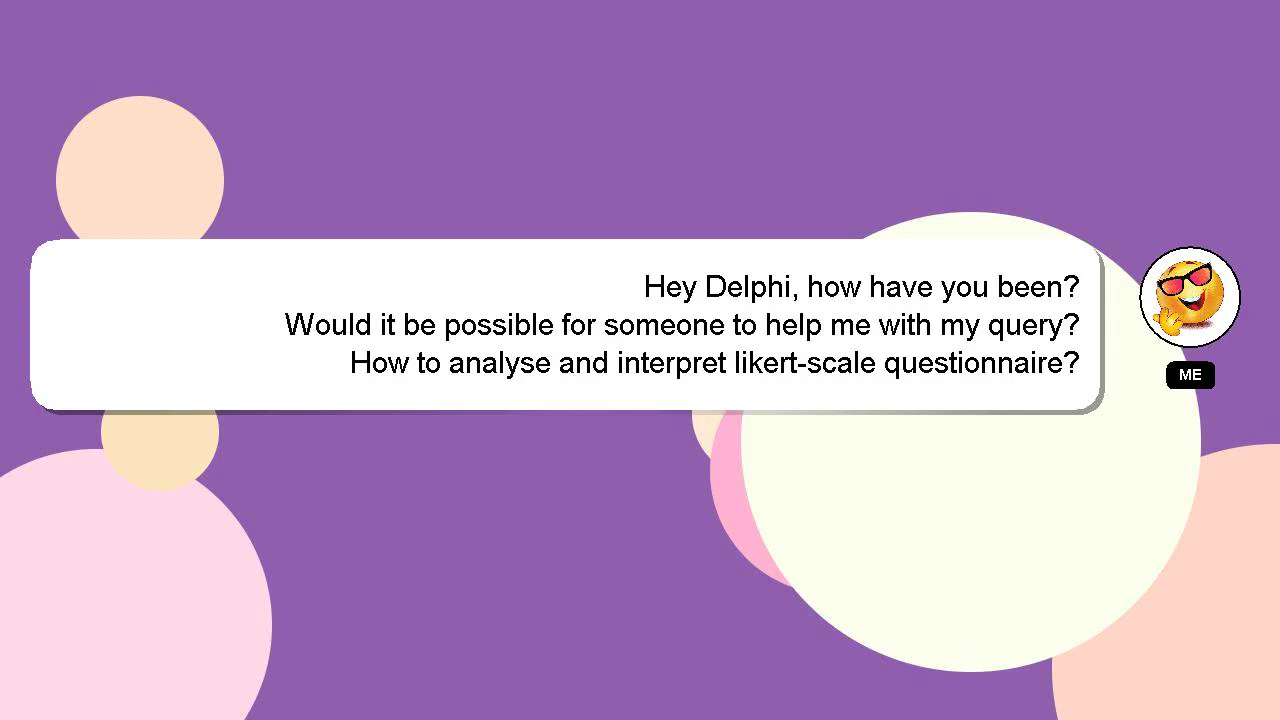 Hey Delphi, how have you been?
Would it be possible for someone to help me with my query?
How to analyse and interpret likert-scale questionnaire?
ME